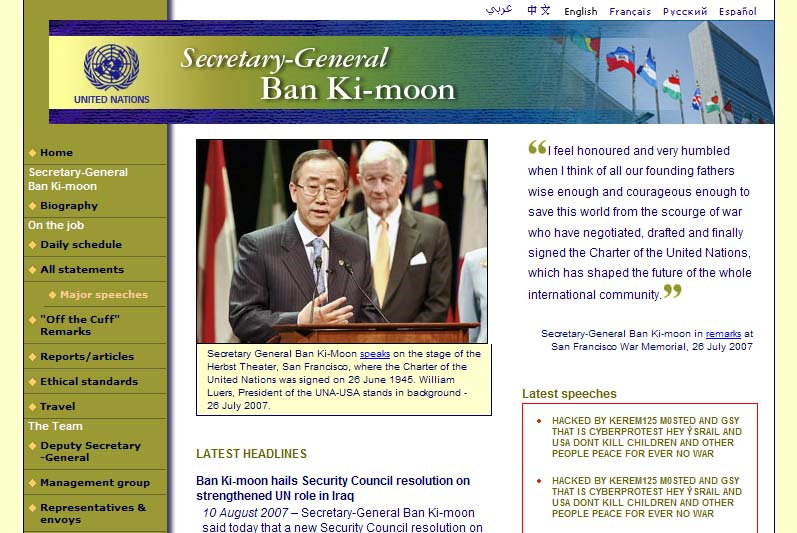 عربي 中文 English Français Русский Español
Secretary-General
Ban Ki-moon
UNITED NATIONS
Home
Secretary-General
Ban Ki-moon
Biography
On the job
Daily schedule
All statements
Major speeches
"Off the Cuff"
Remarks
Reports/articles
Ethical standards
Travel
The Team
Deputy Secretary
-General
Management group
Representatives &
envoys
Secretary General Ban Ki-Moon speaks on the stage of the
Herbst Theater, San Francisco, where the Charter of the
United Nations was signed on 26 June 1945. William
Luers, President of the UNA-USA stands in background -
26 July 2007.
LATEST HEADLINES
Ban Ki-moon hails Security Council resolution on
strengthened UN role in Iraq
10 August 2007 – Secretary-General Ban Ki-moon
said today that a new Security Council resolution on
“I feel honoured and very humbled
when I think of all our founding fathers
wise enough and courageous enough to
save this world from the scourge of war
who have negotiated, drafted and finally
signed the Charter of the United Nations,
which has shaped the future of the whole
international community.”
Secretary-General Ban Ki-moon in remarks at
San Francisco War Memorial, 26 July 2007
Latest speeches
HACKED BY KEREM125 M0STED AND GSY
THAT IS CYBERPROTEST HEY ÝSRAIL AND
USA DONT KILL CHILDREN AND OTHER
PEOPLE PEACE FOR EVER NO WAR
HACKED BY KEREM125 M0STED AND GSY
THAT IS CYBERPROTEST HEY ÝSRAIL AND
USA DONT KILL CHILDREN AND OTHER
PEOPLE PEACE FOR EVER NO WAR